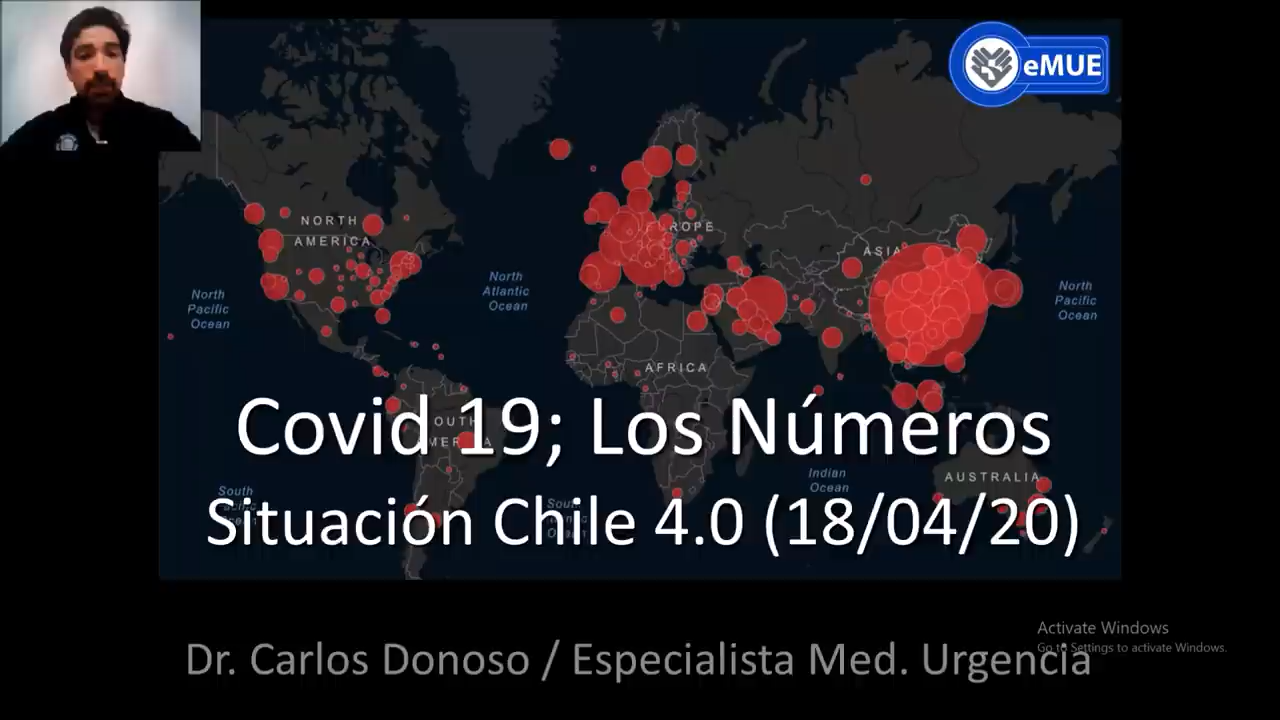 eMUE
NORTH
AMERICA
ASIA
North
Atlantic
Ocean
North
Pacific
Ocean
North
Pacific
Ocean
AFRICA
Covid 19; Los Números
Indian
Ocean
AUSTRALIA
South
Situación Chile 4.0 (18/04/20)
Activate Windows
Go to Settings to activate Windows.
Dr. Carlos Donoso / Especialista Med. Urgencia